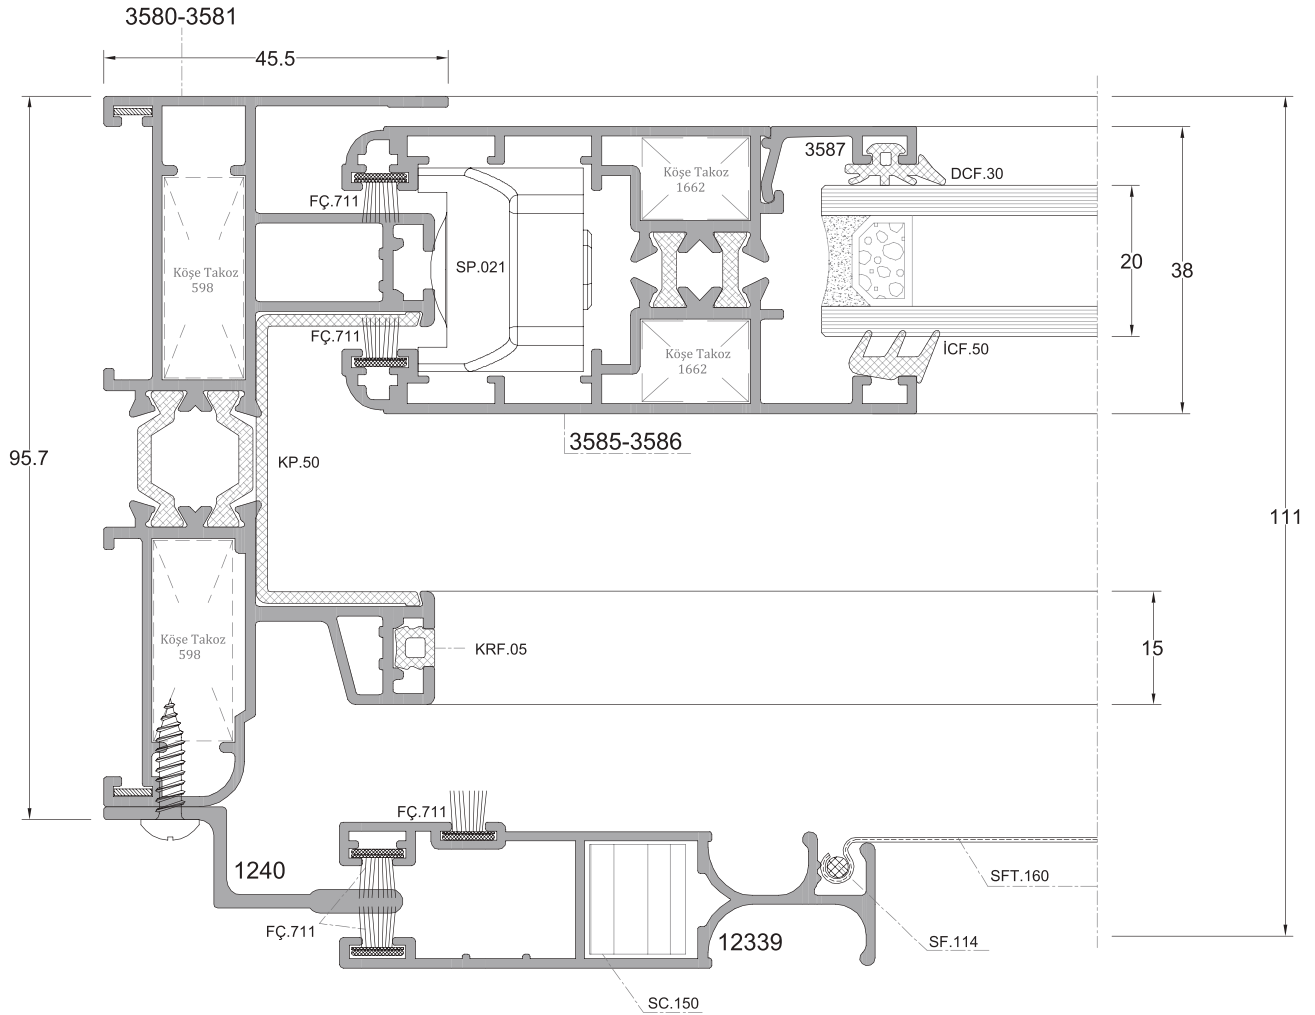 3580-3581
45.5
3587
Köşe Takoz
1662
DCF.30
FÇ.711
SP.021
Köşe Takoz
598
20
38
FÇ.711
İCF.50
Köşe Takoz
1662
3585-3586
95.7
KP.50
111
Köşe Takoz
598
KRF.05
15
FÇ.711
1240
SFT.160
FÇ.711
12339
SF.114
SC.150